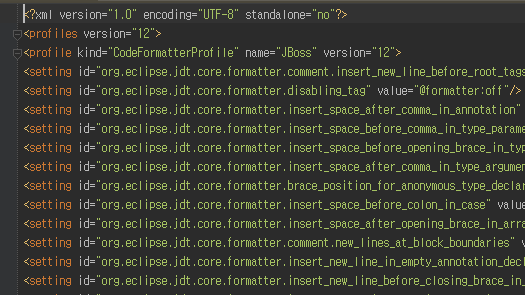 <?xml version="1.0" encoding="UTF-8" standalone="no"?>
<profiles version="12">
<profile kind="CodeFormatterProfile" name="JBoss" version="12">
<setting id="org.eclipse.jdt.core.formatter.comment.insert_new_line_before_root_tags
<setting id="org.eclipse.jdt.core.formatter.disabling_tag" value="@formatter:off"/>
<setting id="org.eclipse.jdt.core.formatter.insert_space_after_comma_in_annotation"
<setting id="org.eclipse.jdt.core.formatter.insert_space_before_comma_in_type_parame
<setting id="org.eclipse.jdt.core.formatter.insert_space_before_opening_brace_in_typ
<setting id="org.eclipse.jdt.core.formatter.insert_space_after_comma_in_type_argumen
<setting id="org.eclipse.jdt.core.formatter.brace_position_for_anonymous_type_declar
<setting id="org.eclipse.jdt.core.formatter.insert_space_before_colon_in_case" value
<setting id="org.eclipse.jdt.core.formatter.insert_space_after_opening_brace_in_arra
<setting id="org.eclipse.jdt.core.formatter.comment.new_lines_at_block_boundaries" v
<setting id="org.eclipse.jdt.core.formatter.insert_new_line_in_empty_annotation_decl
<setting id="org.eclipse.jdt.core.formatter.insert_new_line_before_closing_brace_in_